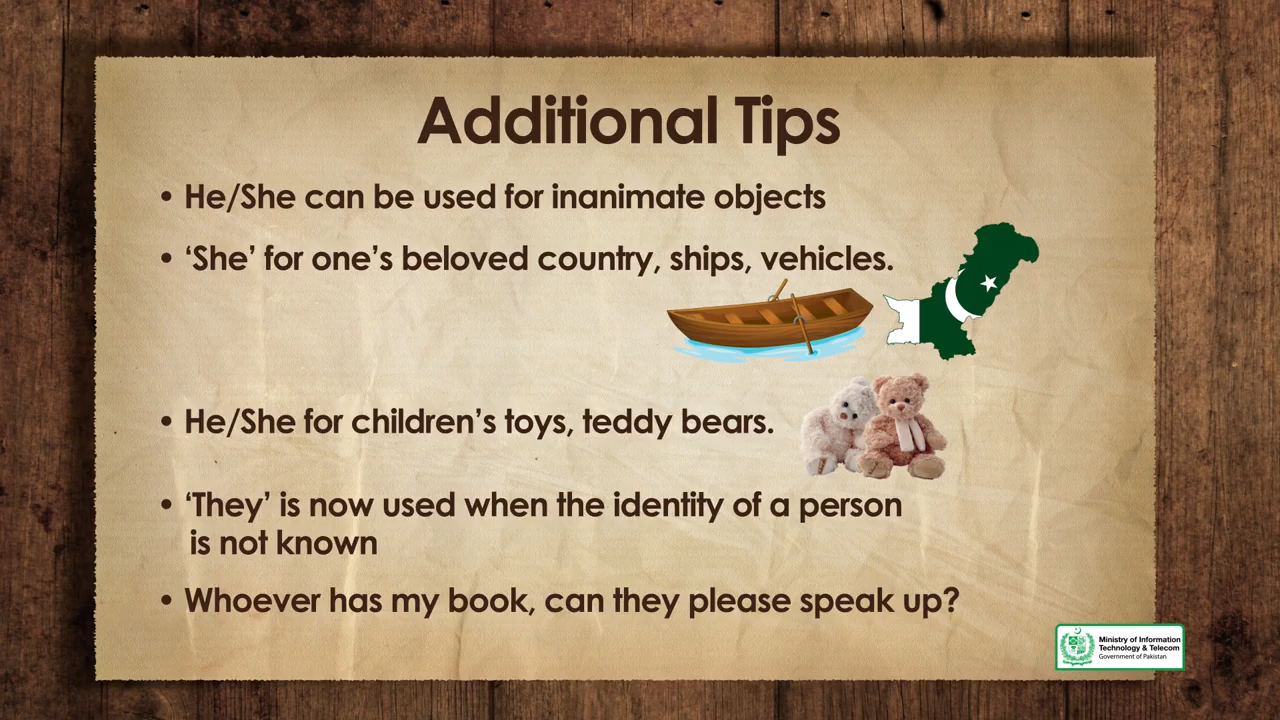 Additional Tips
• He/She can be used for inanimate objects
• ‘She’ for one’s beloved country, ships, vehicles.
• He/She for children’s toys, teddy bears.
• ‘They’ is now used when the identity of a person
is not known
• Whoever has my book, can they please speak up?
Ministry of Information
Technology & Telecom
Government of Pakistan